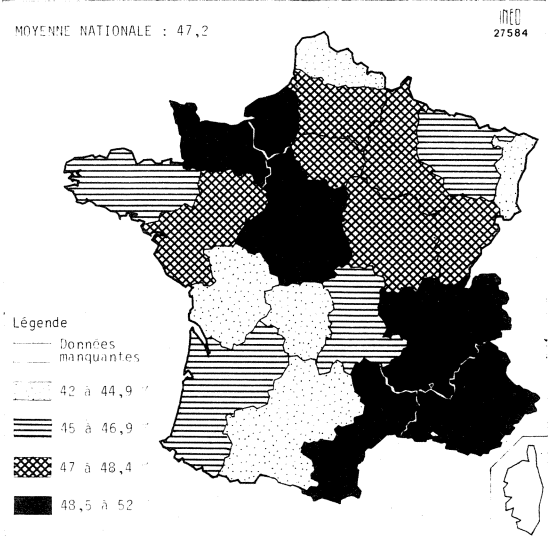 MOYENNE NATIONALE : 47,2
INED
27584
Légende
Données
manquantes
42 à 44,9
45 à 46,9
47 à 48,4
48,5 à 52